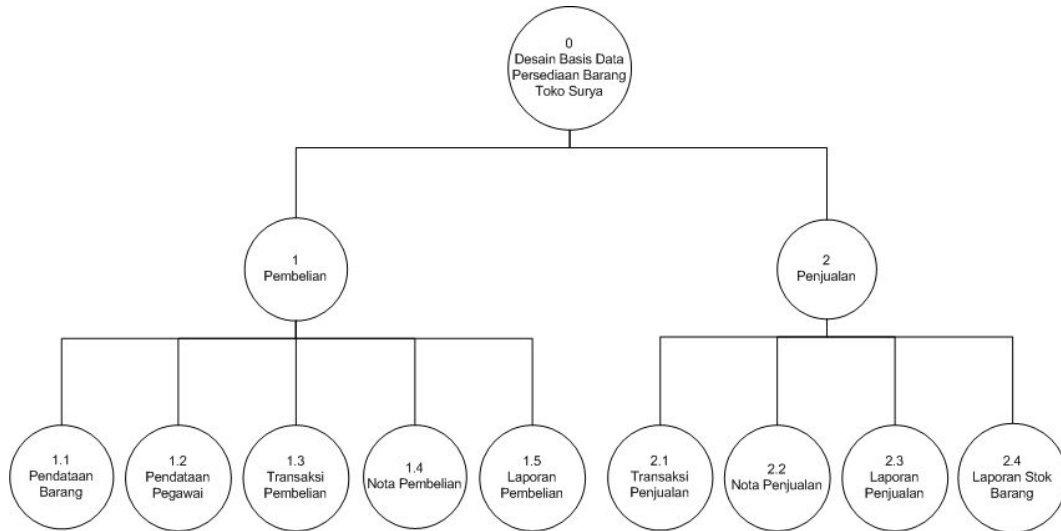 0
Desain Basis Data
Persediaan Barang
Toko Surya
1
Pembelian
2
Penjualan
1.1
Pendataan
Barang
1.2
Pendataan
Pegawai
1.3
Transaksi
Pembelian
1.4
Nota Pembelian
1.5
Laporan
Pembelian
2.1
Transaksi
Penjualan
2.2
Nota Penjualan
2.3
Laporan
Penjualan
2.4
Laporan Stok
Barang